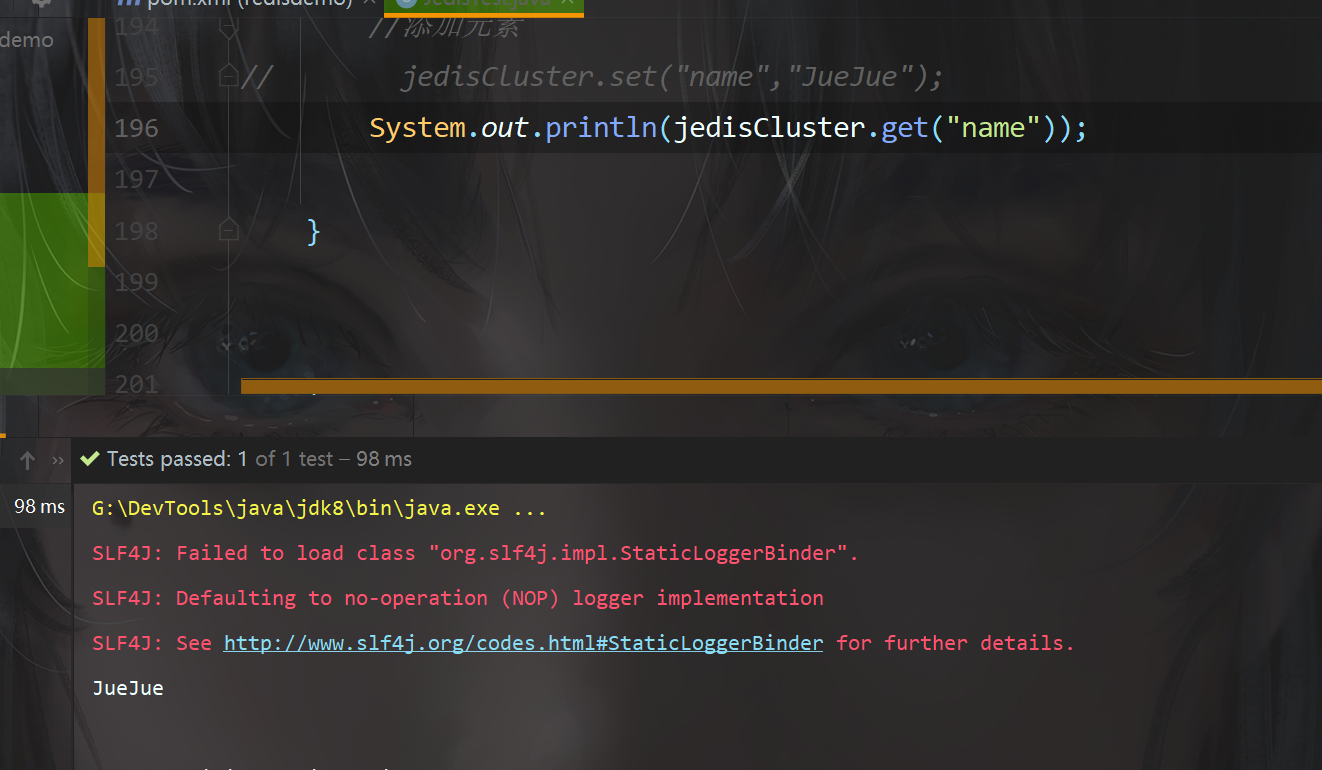 pom.xml (redisdemo) ×
JedisTest.java ×
demo
194 //添加元素
195 // jedisCluster.set("name","JueJue");
196 System.out.println(jedisCluster.get("name"));
197
198 }
199
200
201
Tests passed: 1 of 1 test – 98 ms
98 ms
G:\DevTools\java\jdk8\bin\java.exe ...
SLF4J: Failed to load class "org.slf4j.impl.StaticLoggerBinder".
SLF4J: Defaulting to no-operation (NOP) logger implementation
SLF4J: See http://www.slf4j.org/codes.html#StaticLoggerBinder for further details.
JueJue